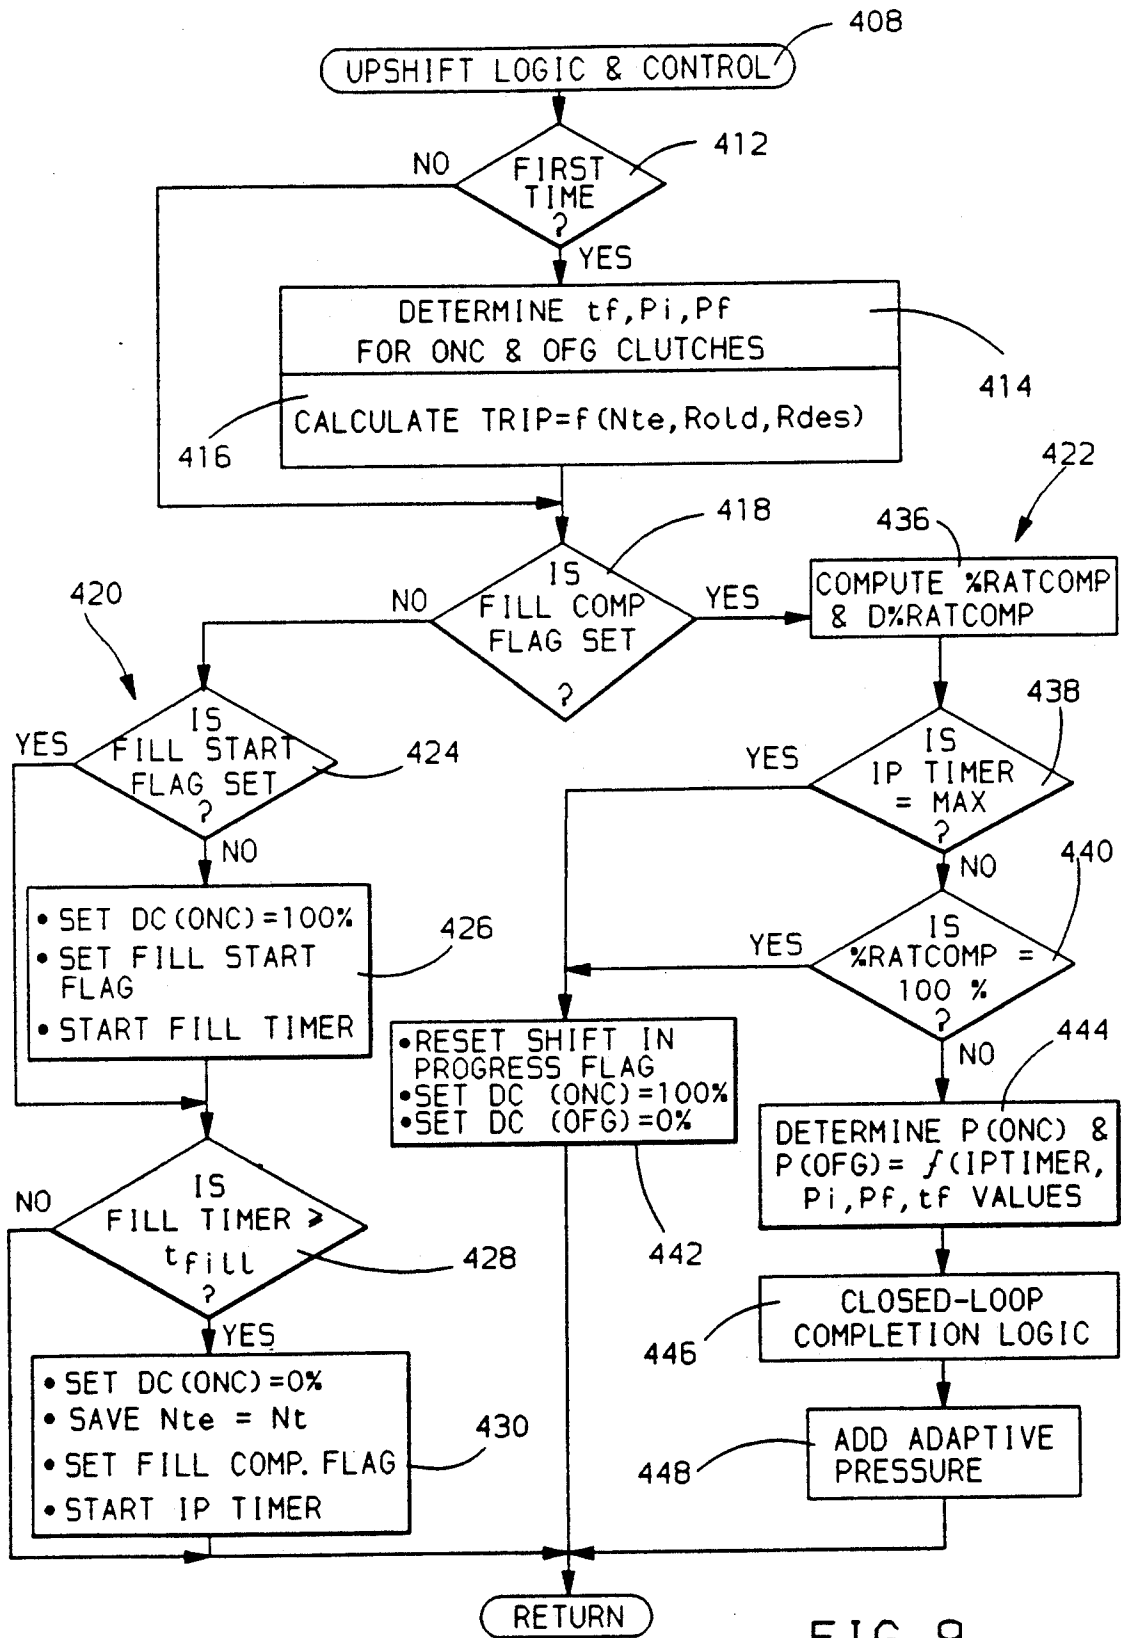 408
UPSHIFT LOGIC & CONTROL
412
NO
FIRST
TIME
?
YES
DETERMINE tf,Pi,Pf
FOR ONC & OFG CLUTCHES
414
CALCULATE TRIP=f(Nte,Rold,Rdes)
416
422
418
436
IS
FILL COMP
FLAG SET
?
NO
YES
COMPUTE %RATCOMP
& D%RATCOMP
420
438
IS
FILL START
FLAG SET
?
YES
424
NO
IS
IP TIMER
= MAX
?
YES
NO
440
• SET DC(ONC)=100%
• SET FILL START
FLAG
• START FILL TIMER
426
IS
%RATCOMP =
100 %
?
YES
NO
444
•RESET SHIFT IN
PROGRESS FLAG
•SET DC (ONC)=100%
•SET DC (OFG)=0%
442
DETERMINE P(ONC) &
P(OFG)= f(IPTIMER,
Pi,Pf,tf VALUES
IS
FILL TIMER ≥
tfill
?
NO
428
YES
CLOSED-LOOP
COMPLETION LOGIC
446
• SET DC(ONC)=0%
• SAVE Nte = Nt
• SET FILL COMP. FLAG
• START IP TIMER
430
ADD ADAPTIVE
PRESSURE
448
RETURN
FIG 9